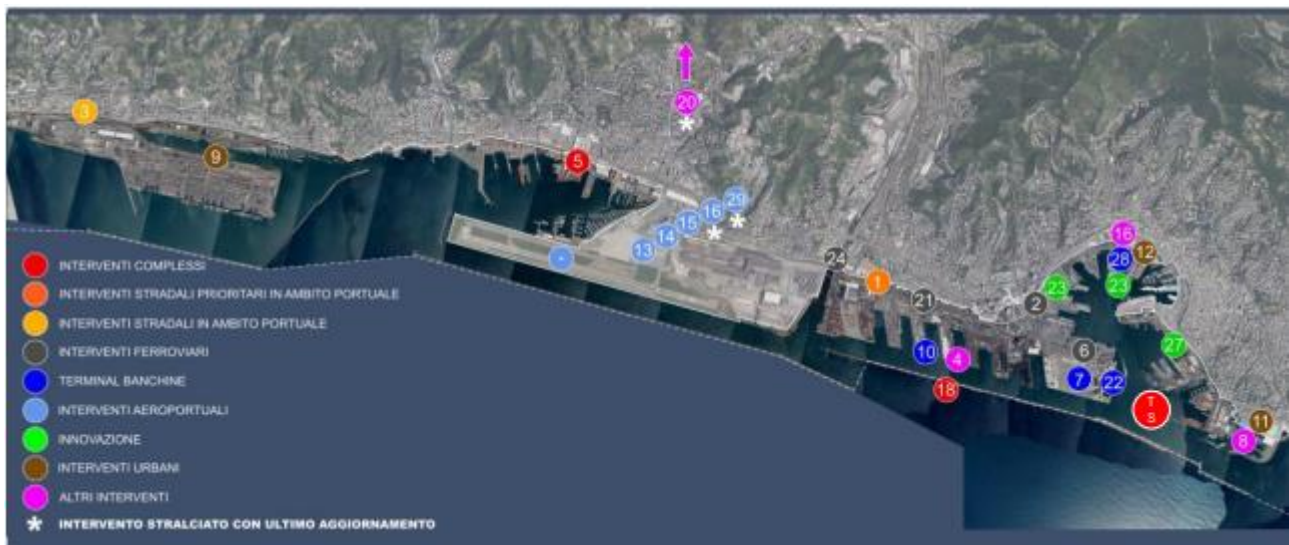 20
3
9
5
29
16
15
14
13
16
12
28
24
1
23
23
21
2
27
10
4
6
7
22
18
T
S
11
8
INTERVENTI COMPLESSI
INTERVENTI STRADALI PRIORITARI IN AMBITO PORTUALE
INTERVENTI STRADALI IN AMBITO PORTUALE
INTERVENTI FERROVIARI
TERMINAL BANCHINE
INTERVENTI AEROPORTUALI
INNOVAZIONE
INTERVENTI URBANI
ALTRI INTERVENTI
* INTERVENTO STRALCIATO CON ULTIMO AGGIORNAMENTO